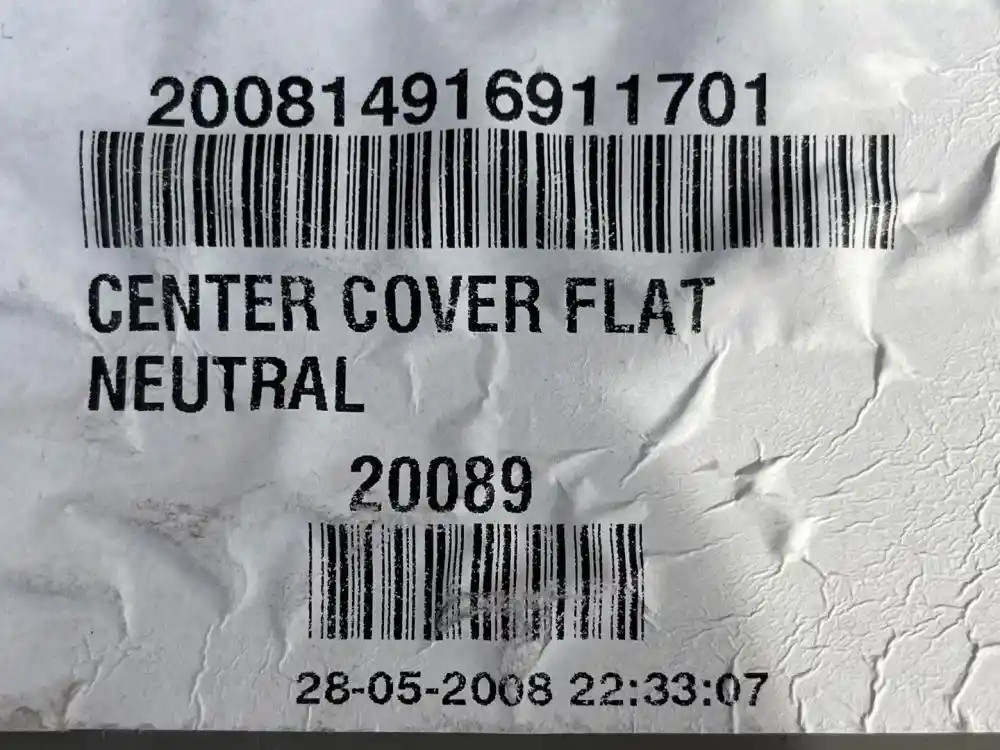 200814916911701
CENTER COVER FLAT
NEUTRAL
20089
28-05-2008 22:33:07